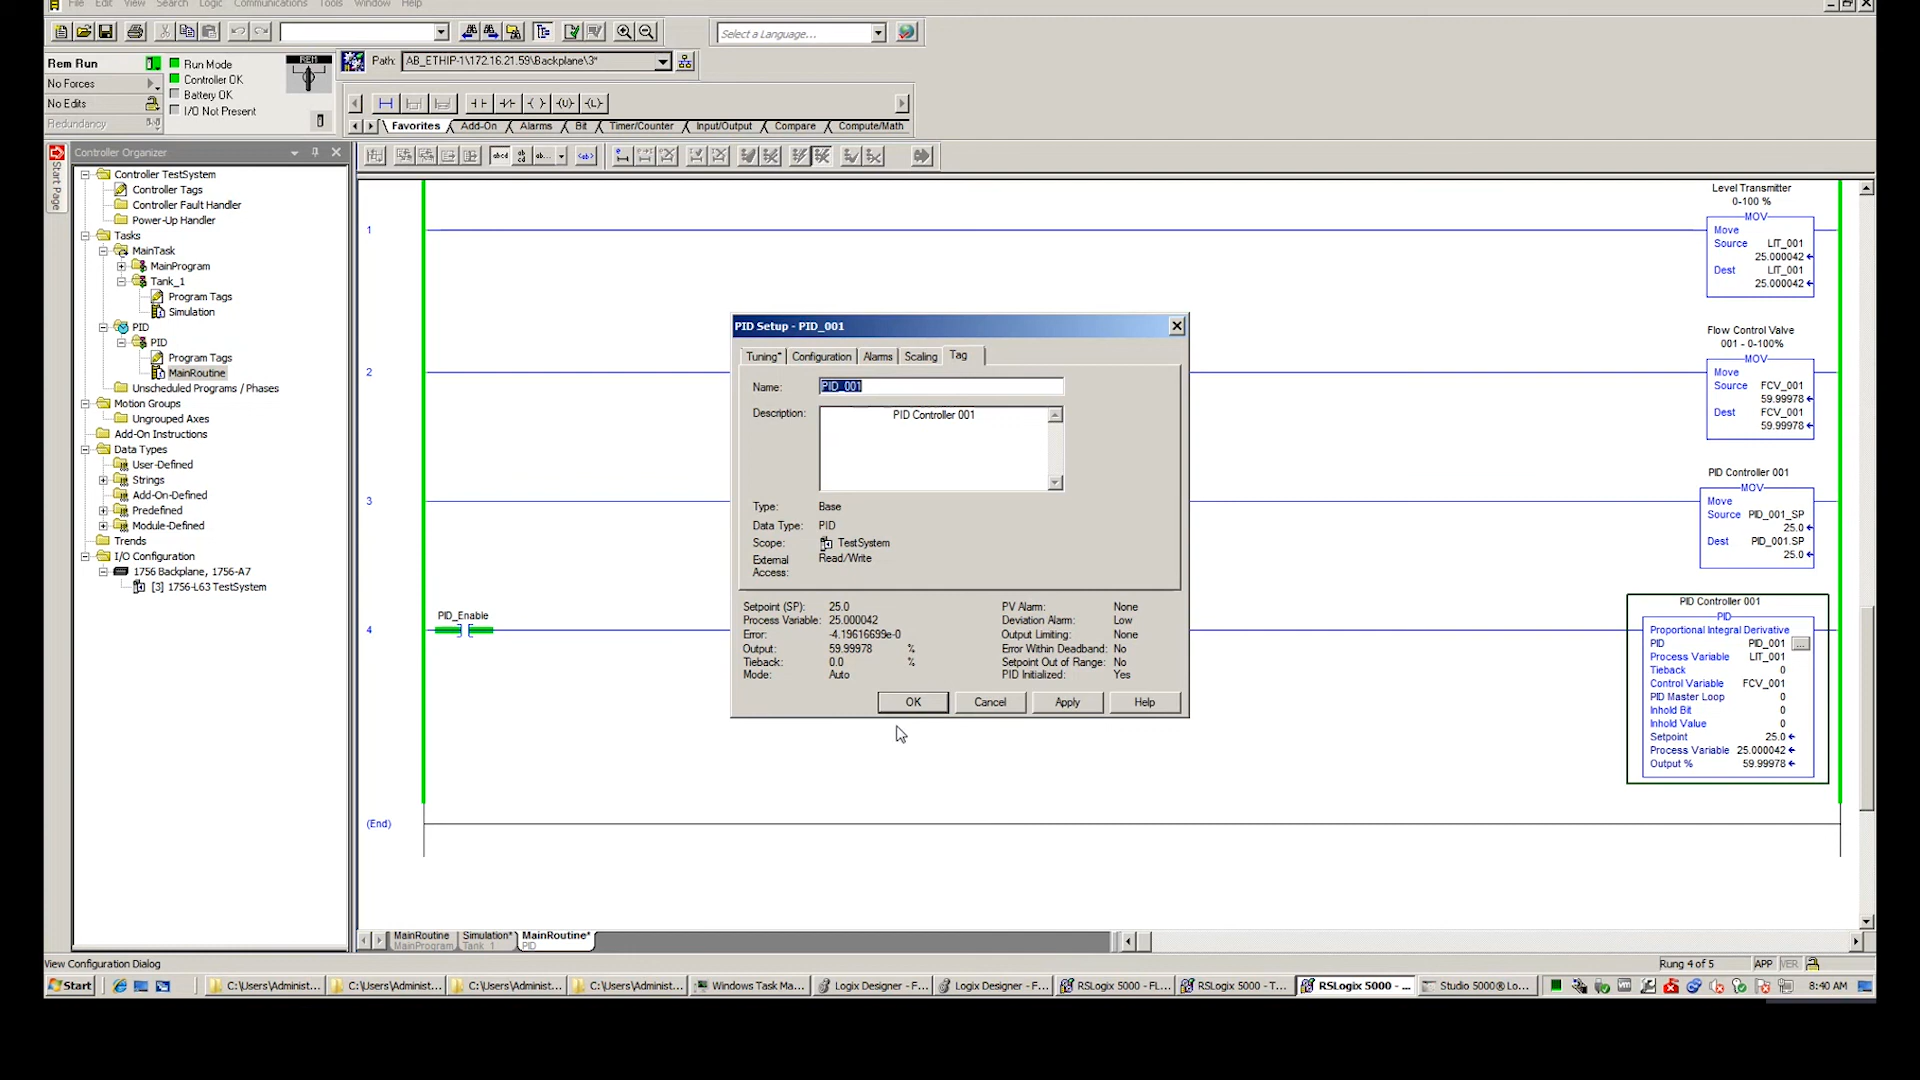 File Edit View Search Logic Communications Tools Window Help
Select a Language...
Rem Run
Run Mode
No Forces
Controller OK
Battery OK
No Edits
I/O Not Present
Redundancy
REM
Path: AB_ETHIP-1\172.16.21.59\Backplane\3*
Favorites Add-On Alarms Bit Timer/Counter Input/Output Compare Compute/Math
Start Page
Controller Organizer
Controller TestSystem
Controller Tags
Controller Fault Handler
Power-Up Handler
Tasks
MainTask
MainProgram
Tank_1
Program Tags
Simulation
PID
PID
Program Tags
MainRoutine
Unscheduled Programs / Phases
Motion Groups
Ungrouped Axes
Add-On Instructions
Data Types
User-Defined
Strings
Add-On-Defined
Predefined
Module-Defined
Trends
I/O Configuration
1756 Backplane, 1756-A7
[3] 1756-L63 TestSystem
Level Transmitter
0-100 %
MOV
1
Move
Source LIT_001
25.000042
Dest LIT_001
25.000042
Flow Control Valve
001 - 0-100%
MOV
2
Move
Source FCV_001
59.99978
Dest FCV_001
59.99978
PID Controller 001
MOV
3
Move
Source PID_001_SP
25.0
Dest PID_001.SP
25.0
PID_Enable
4
PID Controller 001
PID
Proportional Integral Derivative
PID PID_001 ...
Process Variable LIT_001
Tieback 0
Control Variable FCV_001
PID Master Loop 0
Inhold Bit 0
Inhold Value 0
Setpoint 25.0
Process Variable 25.000042
Output % 59.99978
(End)
PID Setup - PID_001
Tuning* Configuration Alarms Scaling Tag
Name: PID_001
Description: PID Controller 001
Type: Base
Data Type: PID
Scope: TestSystem
External Access: Read/Write
Setpoint (SP): 25.0 PV Alarm: None
Process Variable: 25.000042 Deviation Alarm: Low
Error: -4.19616699e-0 Output Limiting: None
Output: 59.99978 % Error Within Deadband: No
Tieback: 0.0 % Setpoint Out of Range: No
Mode: Auto PID Initialized: Yes
OK Cancel Apply Help
MainRoutine Simulation* MainRoutine*
MainProgram Tank_1 PID
View Configuration Dialog
Rung 4 of 5 APP VER
Start C:\Users\Administ... C:\Users\Administ... C:\Users\Administ... C:\Users\Administ... Windows Task Ma... Logix Designer - F... Logix Designer - F... RSLogix 5000 - FL... RSLogix 5000 - T... RSLogix 5000 - ... Studio 5000® Lo... 8:40 AM